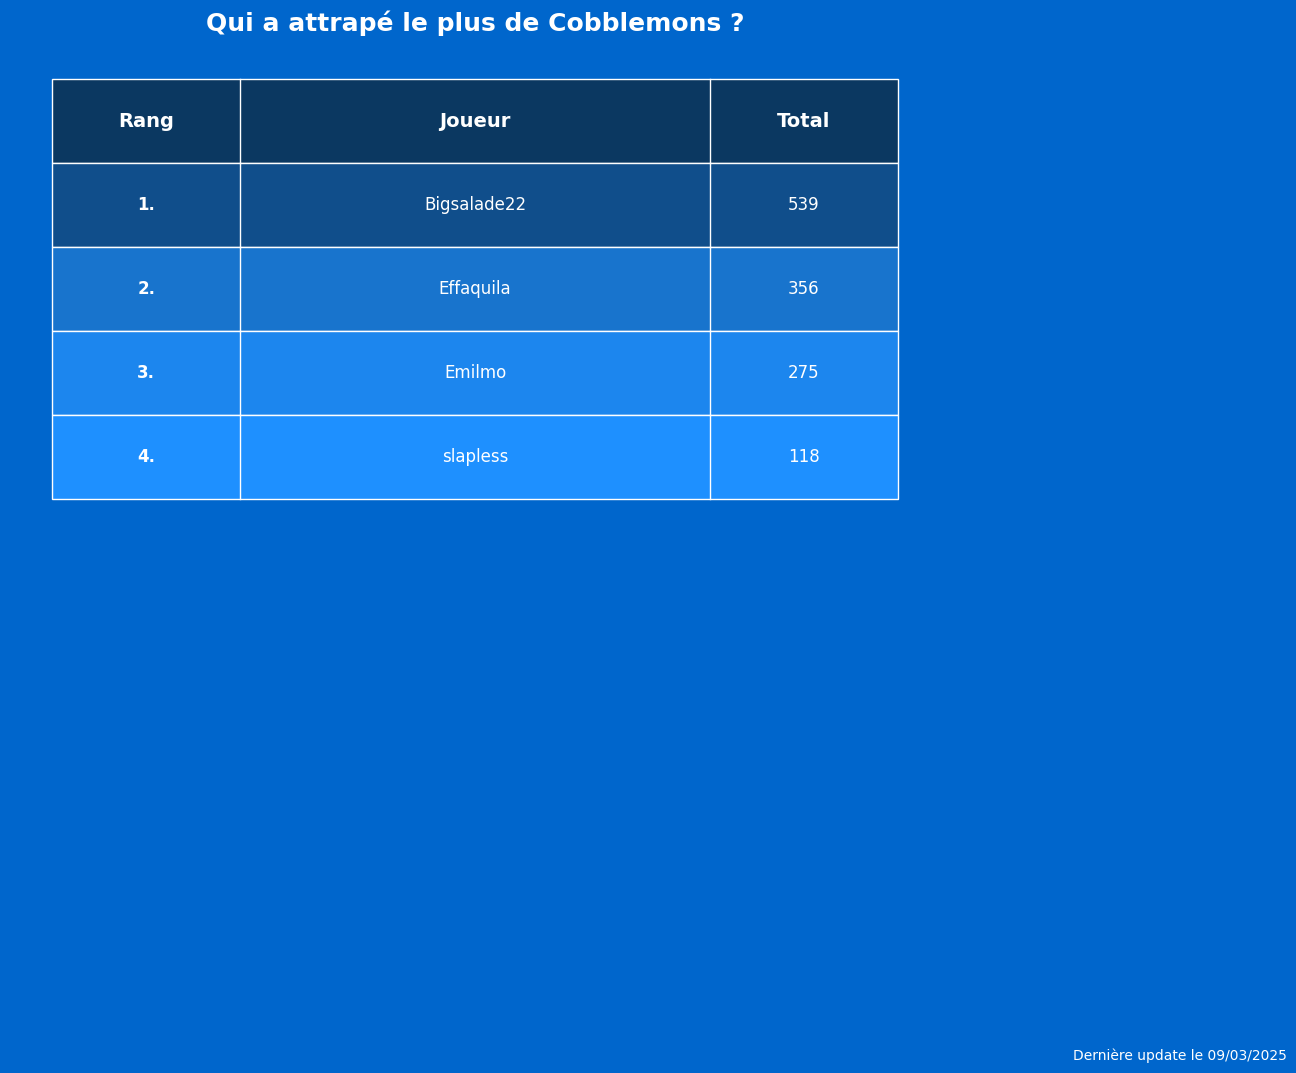 Qui a attrapé le plus de Cobblemons ?
Rang Joueur Total
1. Bigsalade22 539
2. Effaquila 356
3. Emilmo 275
4. slapless 118
Dernière update le 09/03/2025